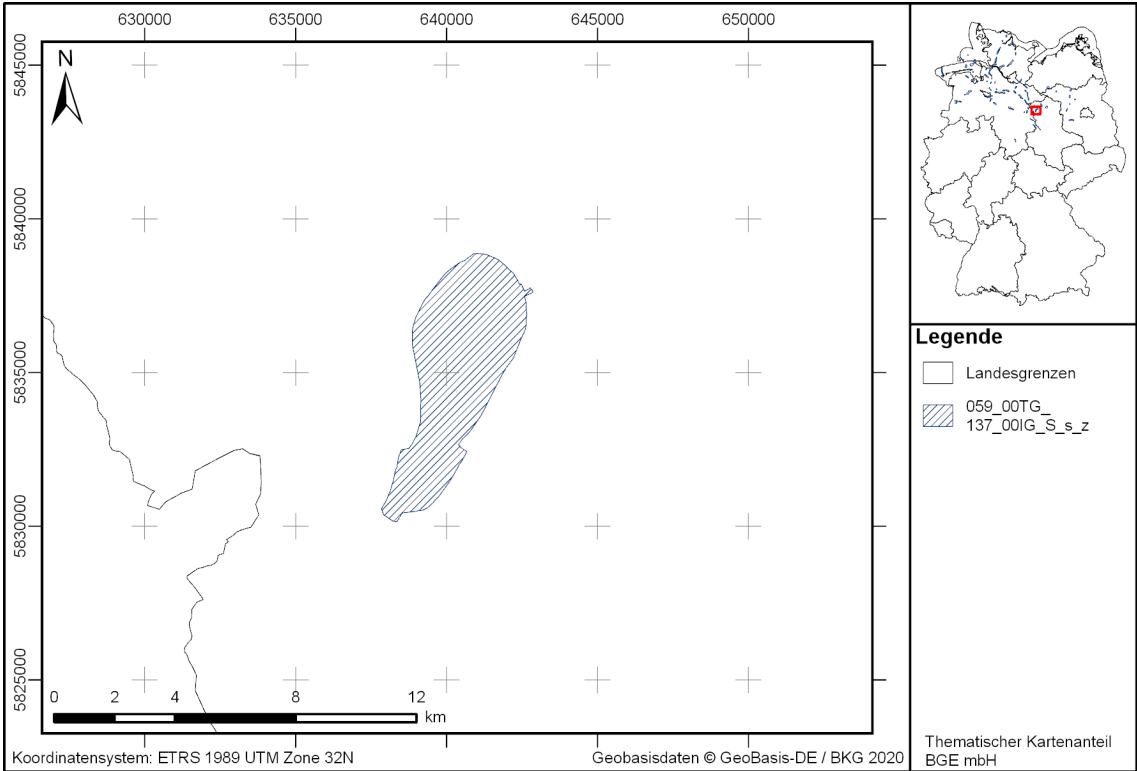 630000 635000 640000 645000 650000
5845000
5840000
5835000
5830000
5825000
N
0 2 4 8 12
km
Koordinatensystem: ETRS 1989 UTM Zone 32N
Geobasisdaten © GeoBasis-DE / BKG 2020
Legende
Landesgrenzen
059_00TG_
137_00IG_S_s_z
Thematischer Kartenanteil
BGE mbH